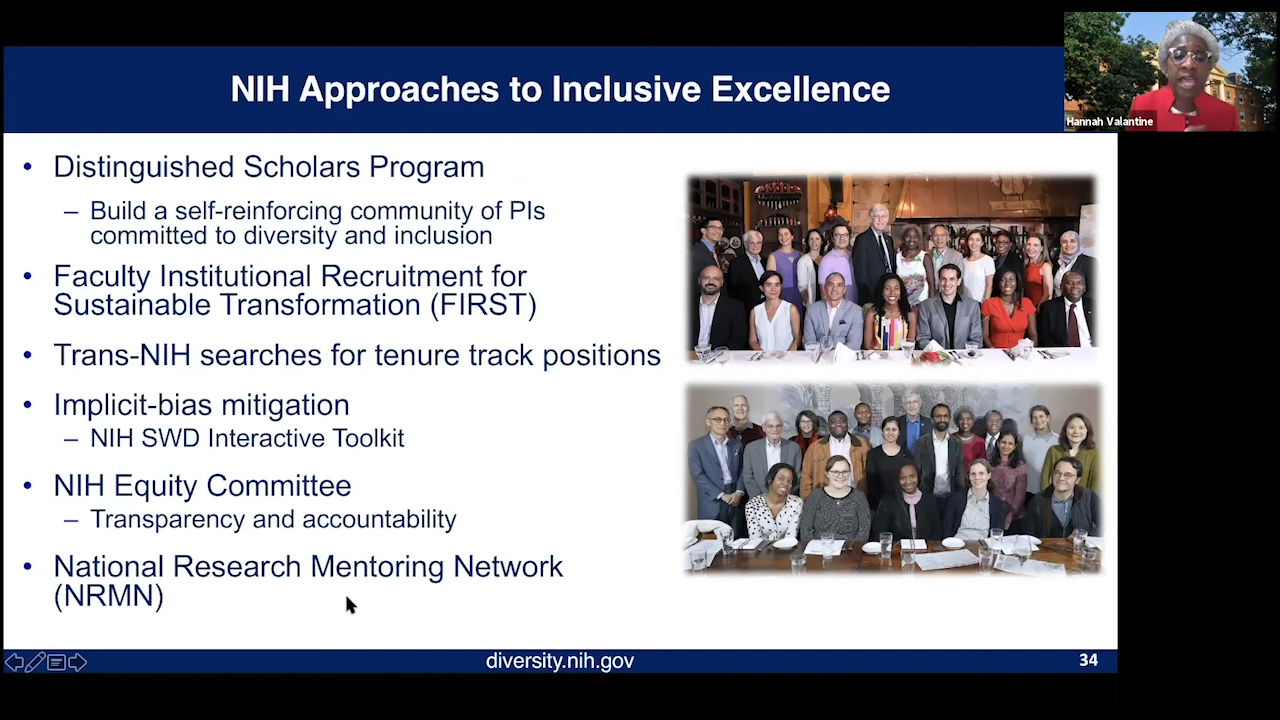 NIH Approaches to Inclusive Excellence
Hannah Valantine
• Distinguished Scholars Program
– Build a self-reinforcing community of PIs
committed to diversity and inclusion
• Faculty Institutional Recruitment for
Sustainable Transformation (FIRST)
• Trans-NIH searches for tenure track positions
• Implicit-bias mitigation
– NIH SWD Interactive Toolkit
• NIH Equity Committee
– Transparency and accountability
• National Research Mentoring Network
(NRMN)
diversity.nih.gov
34